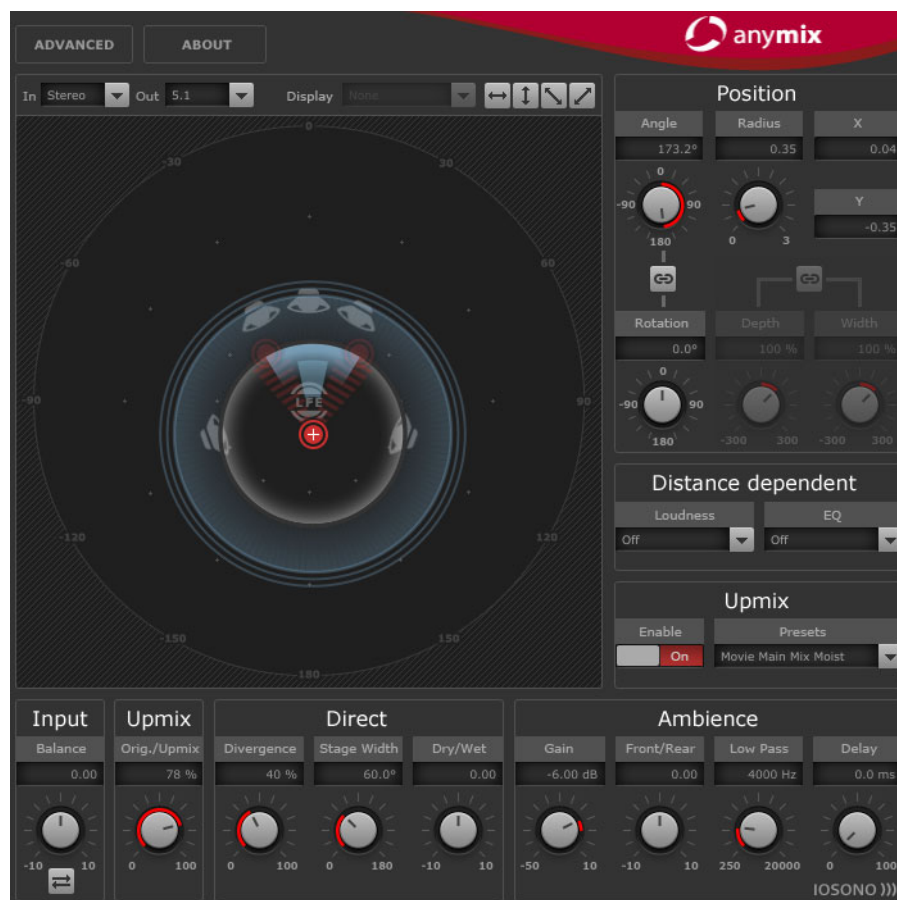 ADVANCED ABOUT anymix
In Stereo Out 5.1 Display None
Position
Angle Radius X
173.2° 0.35 0.04
0
-90 90
180 0 3
Y
-0.35
Rotation Depth Width
0.0° 100 % 100 %
0
-90 90
180 -300 300 -300 300
0
-30 30
-60 60
-90 90
-120 120
-150 150
180
LFE
Distance dependent
Loudness EQ
Off Off
Upmix
Enable Presets
On Movie Main Mix Moist
Input Upmix Direct Ambience
Balance Orig./Upmix Divergence Stage Width Dry/Wet Gain Front/Rear Low Pass Delay
0.00 78 % 40 % 60.0° 0.00 -6.00 dB 0.00 4000 Hz 0.0 ms
-10 10 0 100 0 100 0 180 -10 10 -50 10 -10 10 250 20000 0 100
IOSONO )))